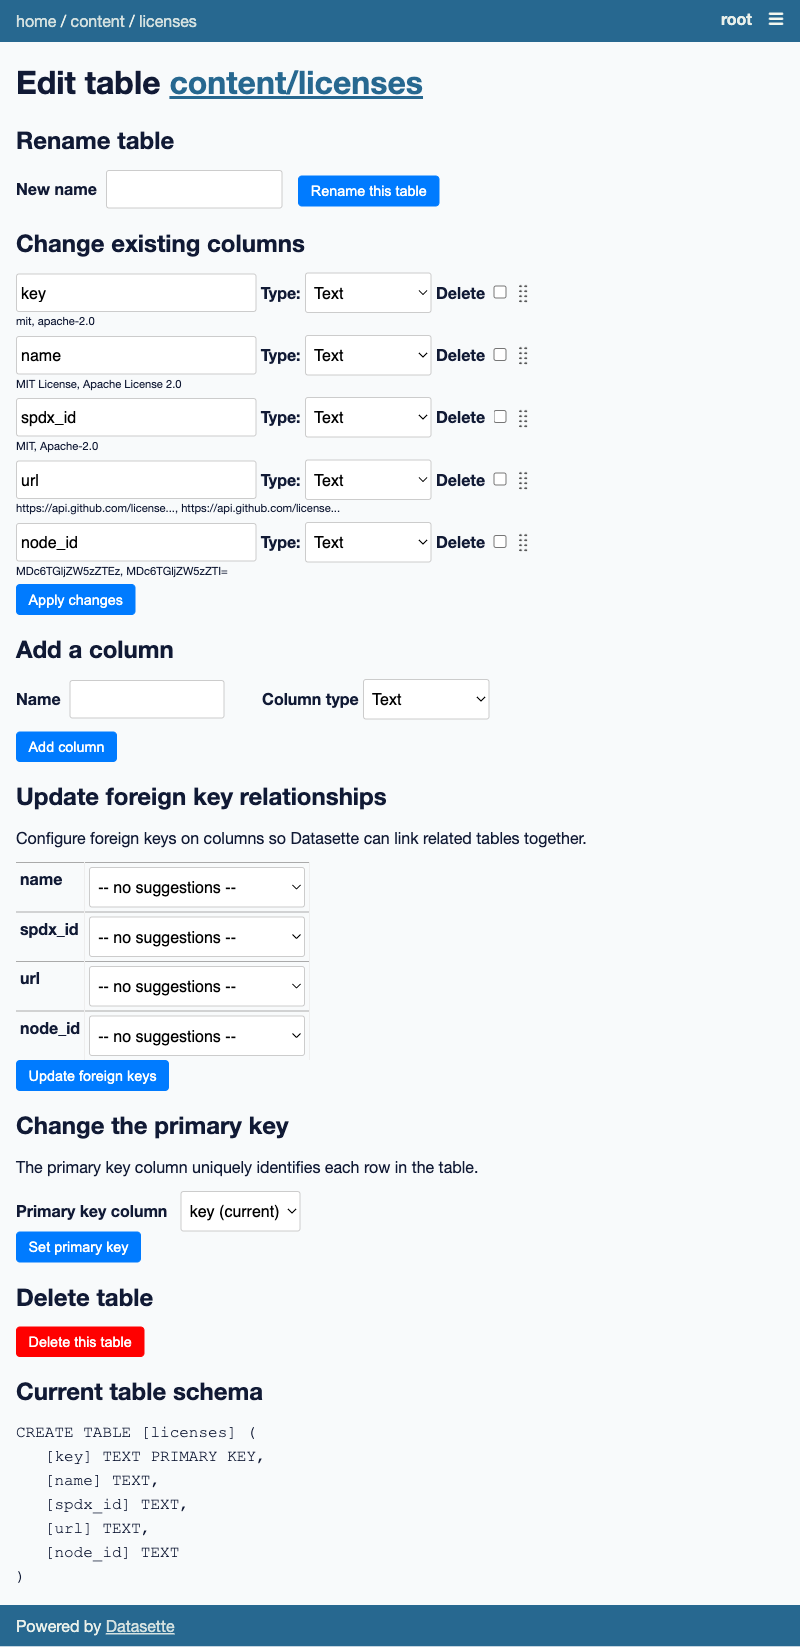 home / content / licenses root
Edit table content/licenses
Rename table
New name Rename this table
Change existing columns
key Type: Text Delete
mit, apache-2.0
name Type: Text Delete
MIT License, Apache License 2.0
spdx_id Type: Text Delete
MIT, Apache-2.0
url Type: Text Delete
https://api.github.com/license..., https://api.github.com/license...
node_id Type: Text Delete
MDc6TGljZW5zZTEz, MDc6TGljZW5zZTI=
Apply changes
Add a column
Name Column type Text
Add column
Update foreign key relationships
Configure foreign keys on columns so Datasette can link related tables together.
name -- no suggestions --
spdx_id -- no suggestions --
url -- no suggestions --
node_id -- no suggestions --
Update foreign keys
Change the primary key
The primary key column uniquely identifies each row in the table.
Primary key column key (current)
Set primary key
Delete table
Delete this table
Current table schema
CREATE TABLE [licenses] (
[key] TEXT PRIMARY KEY,
[name] TEXT,
[spdx_id] TEXT,
[url] TEXT,
[node_id] TEXT
)
Powered by Datasette